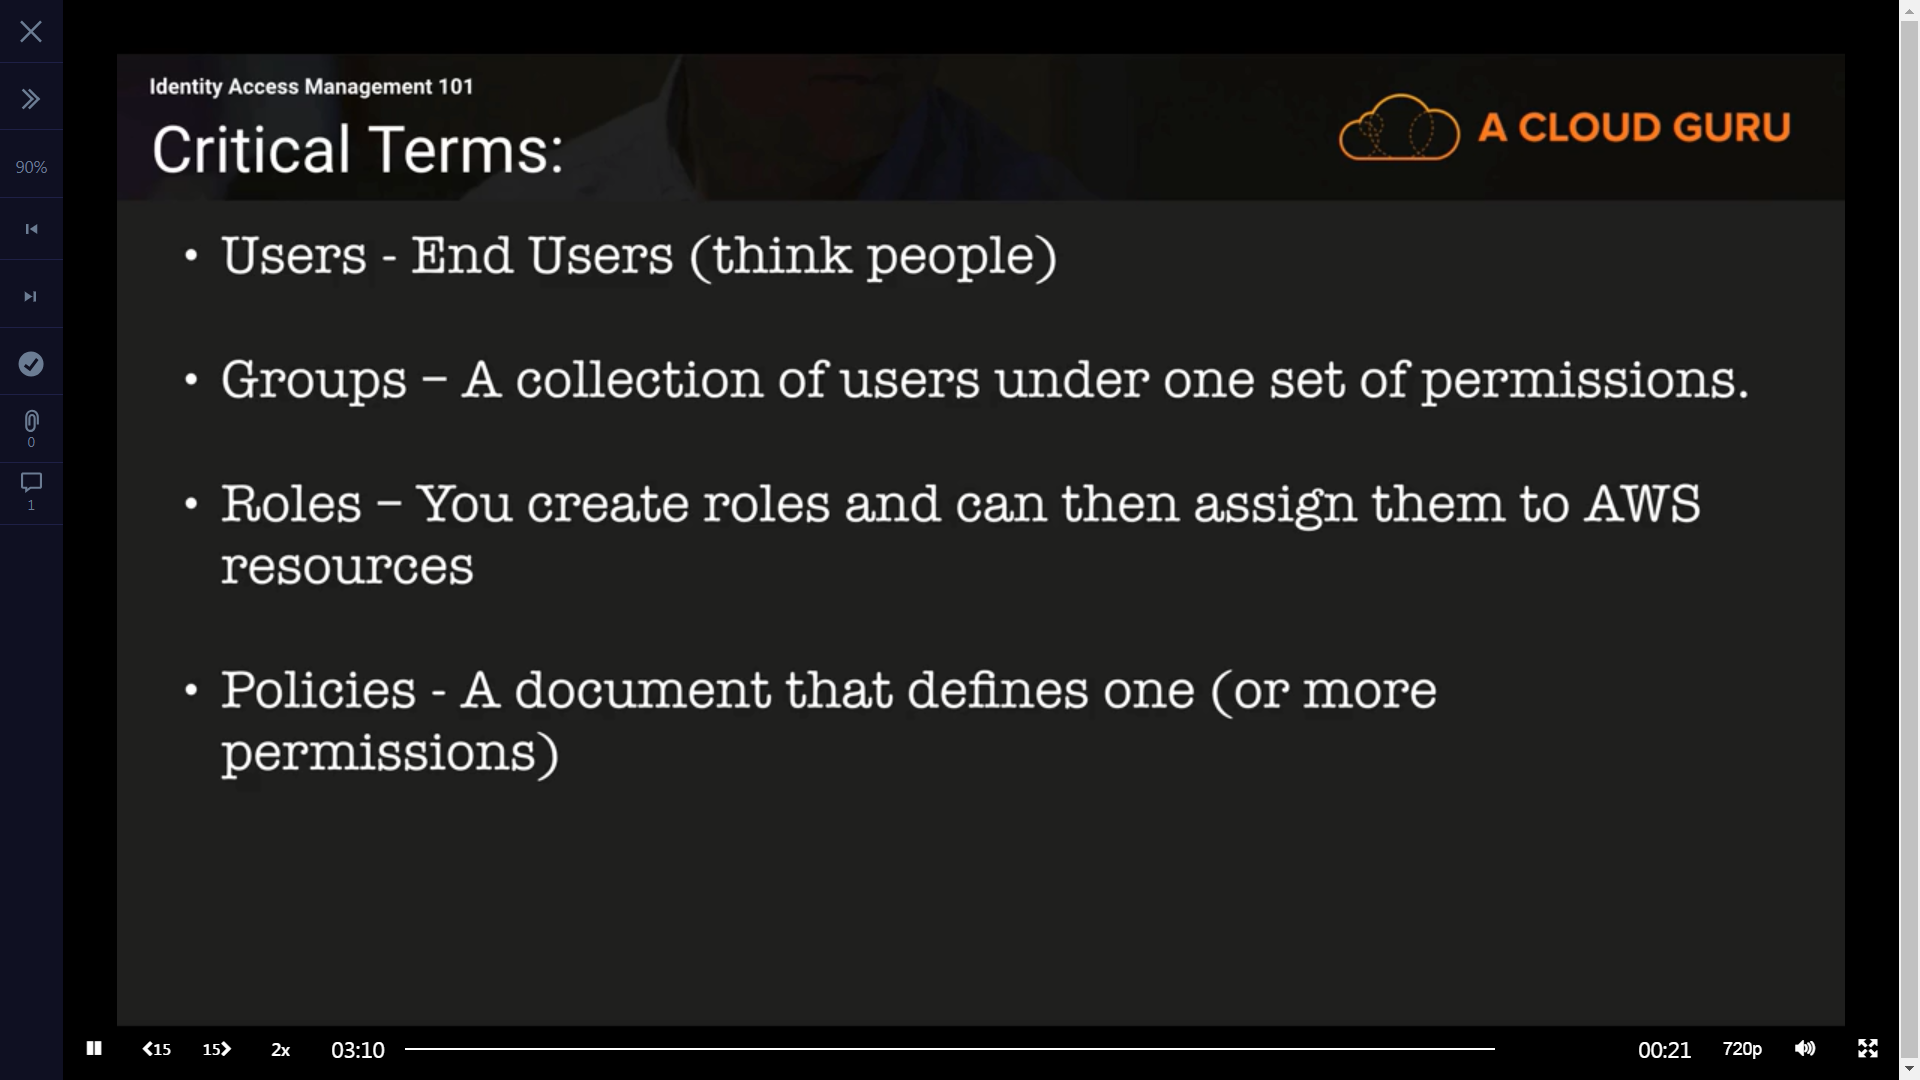 Identity Access Management 101
Critical Terms:
A CLOUD GURU
• Users - End Users (think people)
• Groups – A collection of users under one set of permissions.
• Roles – You create roles and can then assign them to AWS
resources
• Policies - A document that defines one (or more
permissions)
90%
0
1
15
15
2x
03:10
00:21
720p